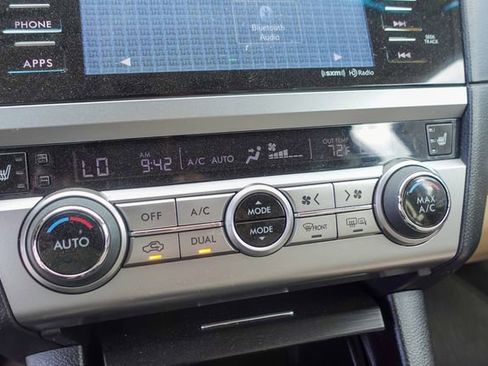 PHONE
APPS
Bluetooth
Audio
SEEK
TRACK
((sxm)) HD Radio
LO AM 9:42 A/C AUTO OUT TEMP 72°F
OFF A/C MODE
AUTO DUAL MODE FRONT
MAX
A/C